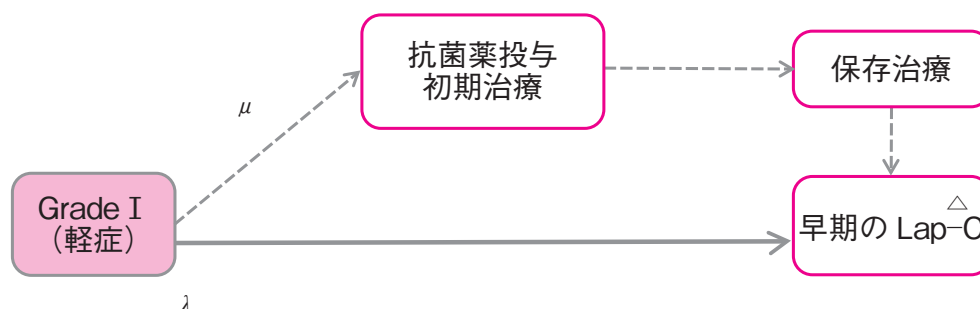 抗菌薬投与
初期治療
保存治療
μ
Grade Ⅰ
(軽症)
△
早期の Lap-C
λ